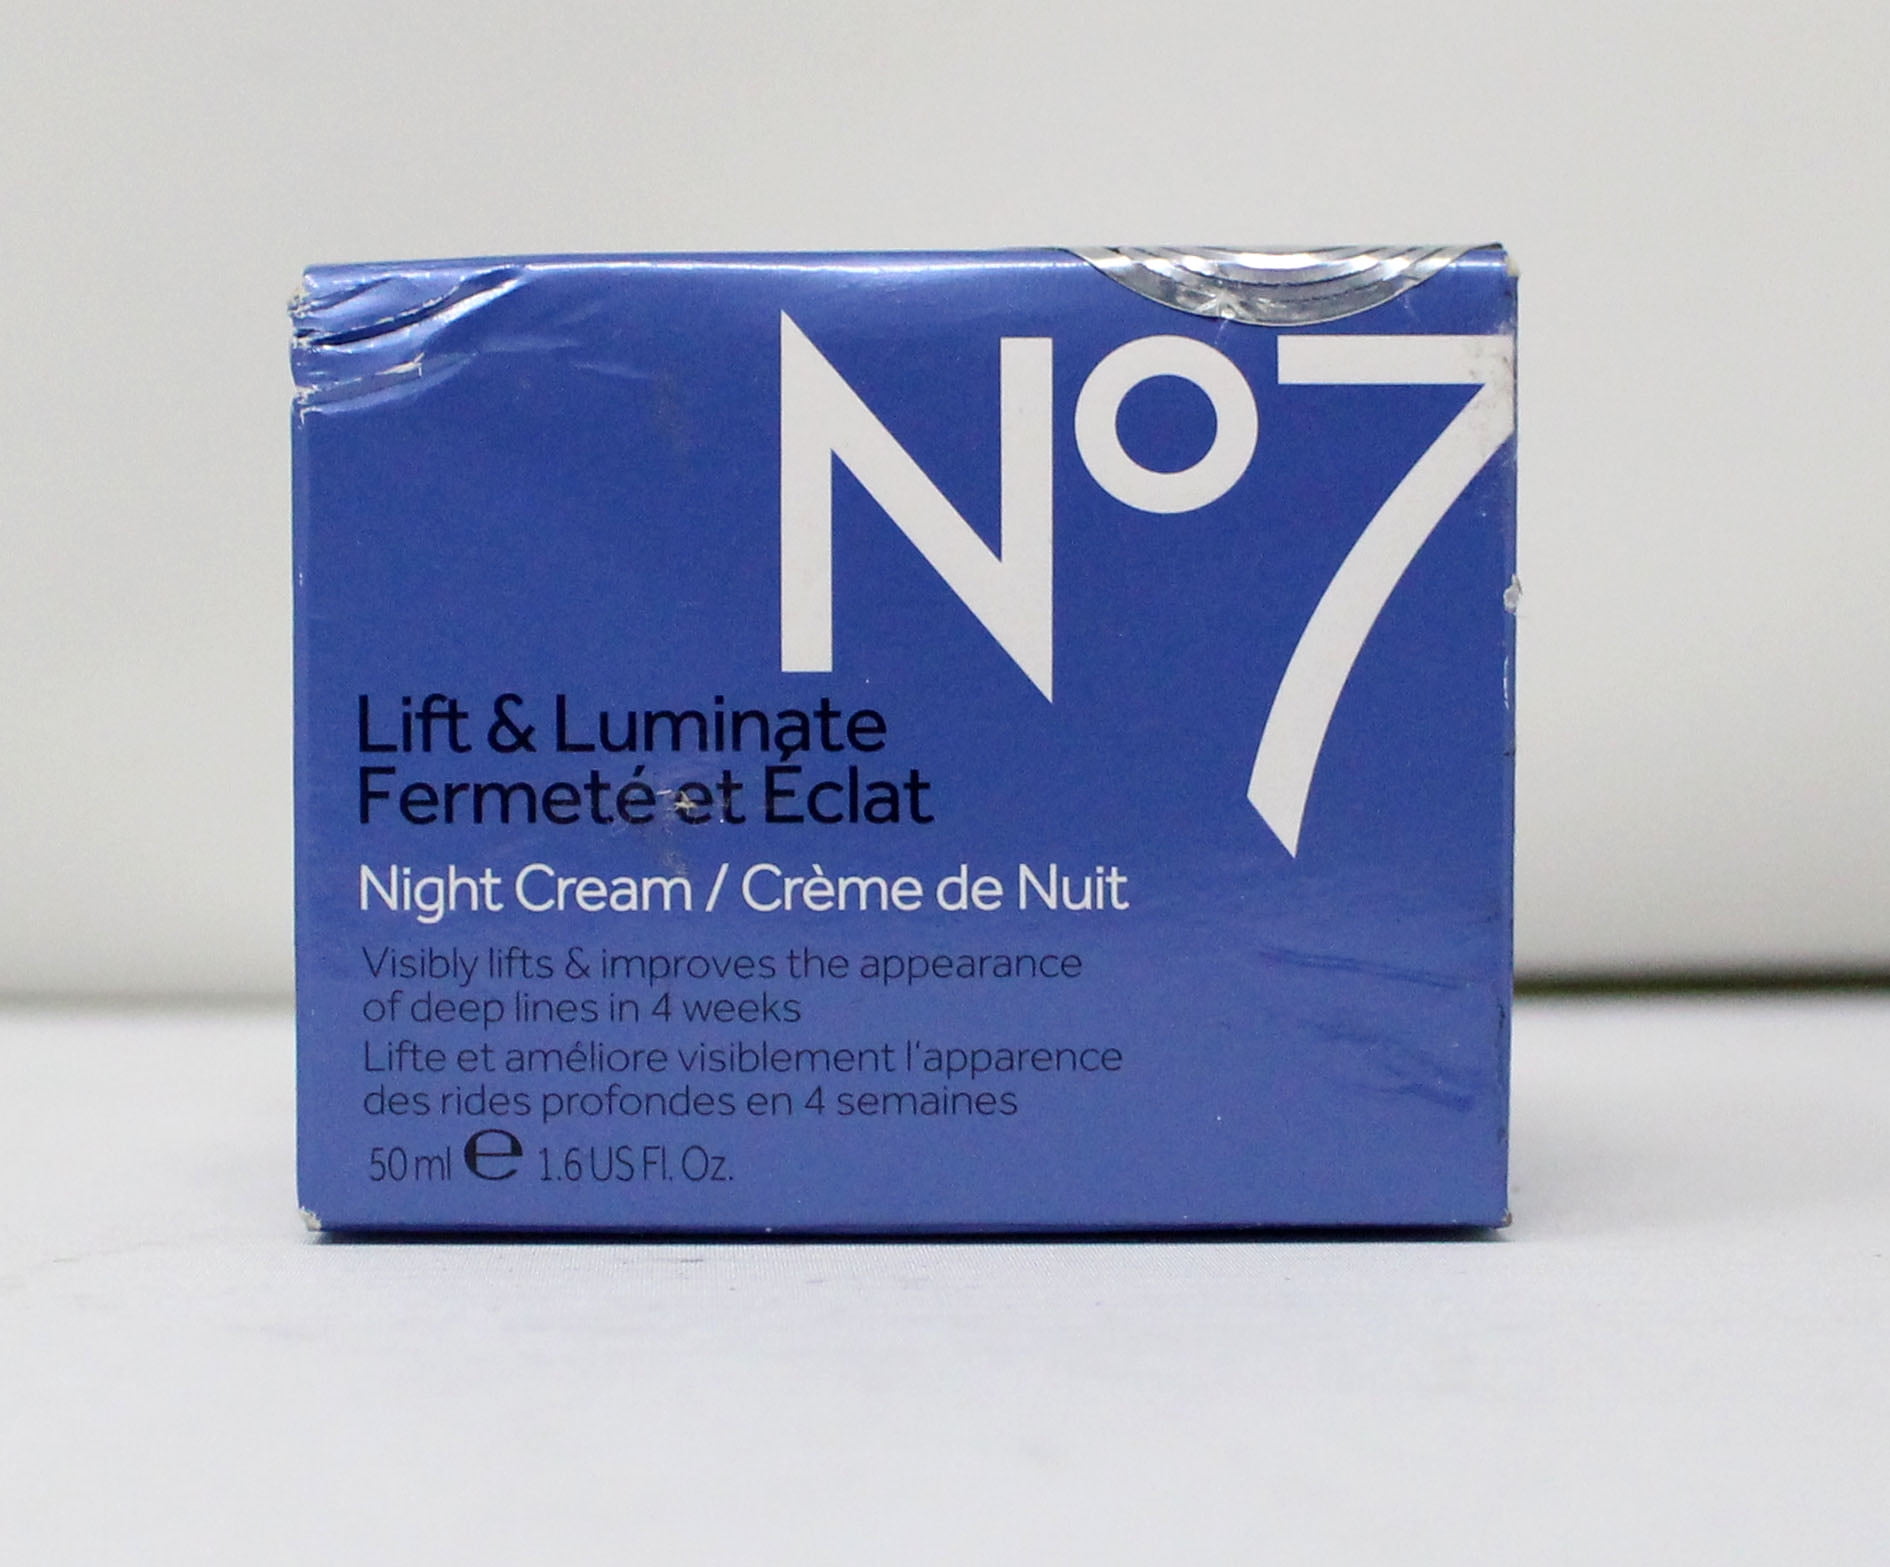 Nº7
Lift & Luminate
Fermeté et Éclat
Night Cream / Crème de Nuit
Visibly lifts & improves the appearance
of deep lines in 4 weeks
Lifte et améliore visiblement l'apparence
des rides profondes en 4 semaines
50 ml e 1.6 US Fl. Oz.